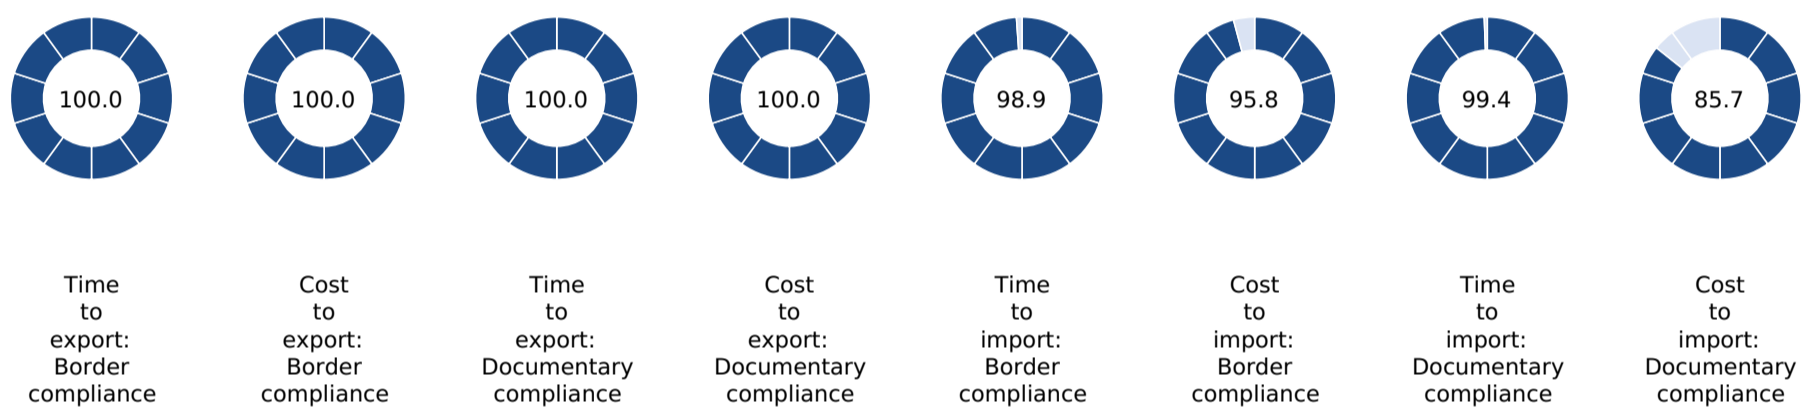 100.0
100.0
100.0
100.0
98.9
95.8
99.4
85.7
Time
to
export:
Border
compliance
Cost
to
export:
Border
compliance
Time
to
export:
Documentary
compliance
Cost
to
export:
Documentary
compliance
Time
to
import:
Border
compliance
Cost
to
import:
Border
compliance
Time
to
import:
Documentary
compliance
Cost
to
import:
Documentary
compliance